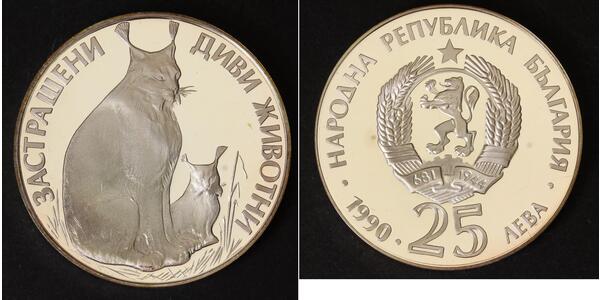 ЗАСТРАШЕНИ ДИВИ ЖИВОТНИ
· НАРОДНА РЕПУБЛИКА БЪЛГАРИЯ ·
681 1944
1990 · 25 ЛЕВА